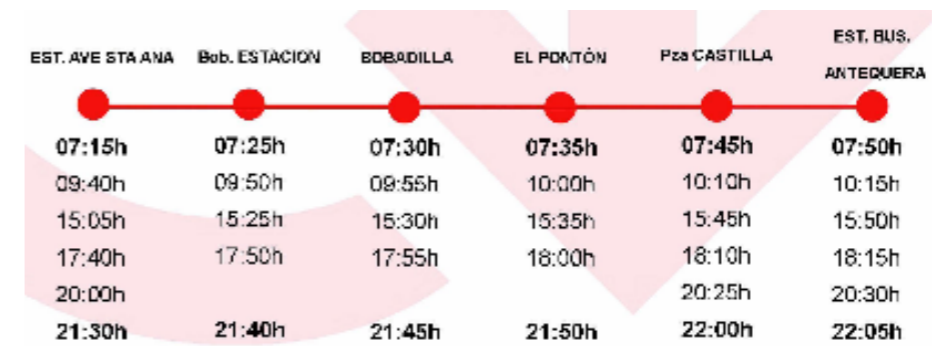 EST. AVE STA ANA Bob. ESTACION BOBADILLA EL PONTÓN Pza CASTILLA EST. BUS. ANTEQUERA
07:15h 07:25h 07:30h 07:35h 07:45h 07:50h
09:40h 09:50h 09:55h 10:00h 10:10h 10:15h
15:05h 15:25h 15:30h 15:35h 15:45h 15:50h
17:40h 17:50h 17:55h 18:00h 18:10h 18:15h
20:00h 20:25h 20:30h
21:30h 21:40h 21:45h 21:50h 22:00h 22:05h